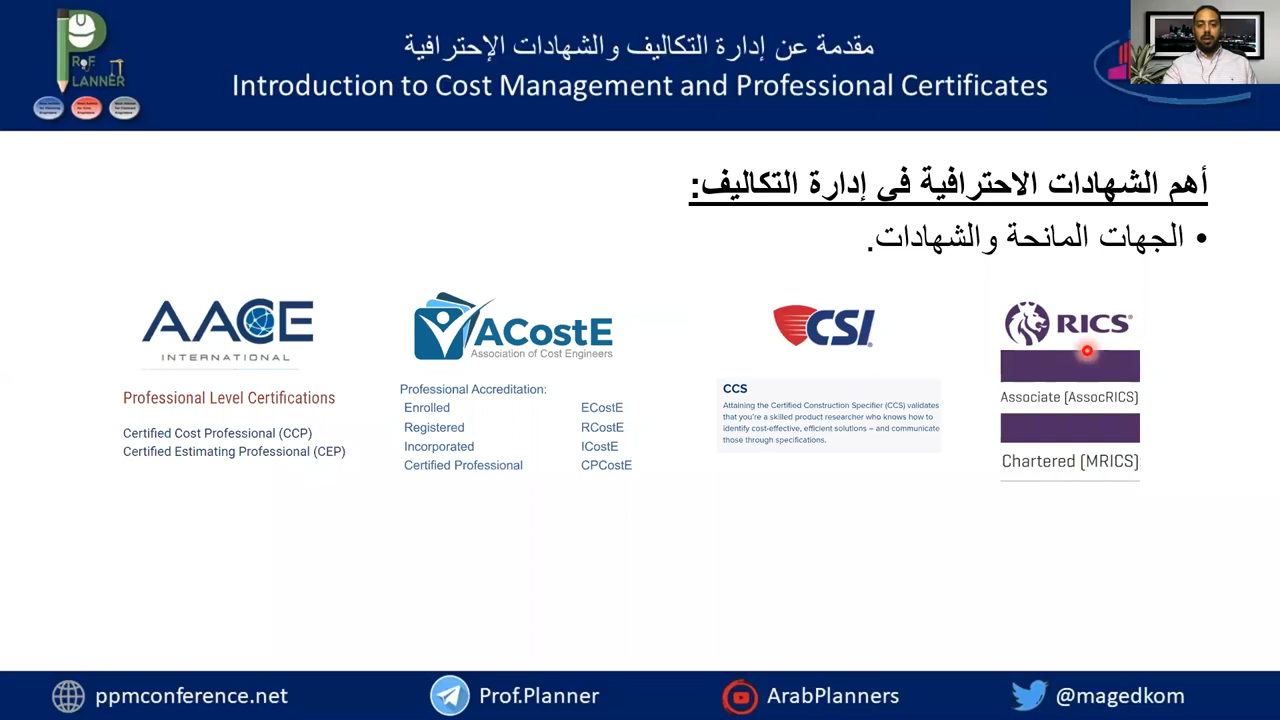 PROF.
PLANNER
مقدمة عن إدارة التكاليف والشهادات الإحترافية
Introduction to Cost Management and Professional Certificates
أهم الشهادات الاحترافية في إدارة التكاليف:
• الجهات المانحة والشهادات.
AACE
INTERNATIONAL
Professional Level Certifications
Certified Cost Professional (CCP)
Certified Estimating Professional (CEP)
ACostE
Association of Cost Engineers
Professional Accreditation:
Enrolled ECostE
Registered RCostE
Incorporated ICostE
Certified Professional CPCostE
CSI®
CCS
Attaining the Certified Construction Specifier (CCS) validates
that you're a skilled product researcher who knows how to
identify cost-effective, efficient solutions – and communicate
those through specifications.
RICS®
Associate (AssocRICS)
Chartered (MRICS)
ppmconference.net
Prof.Planner
ArabPlanners
@magedkom